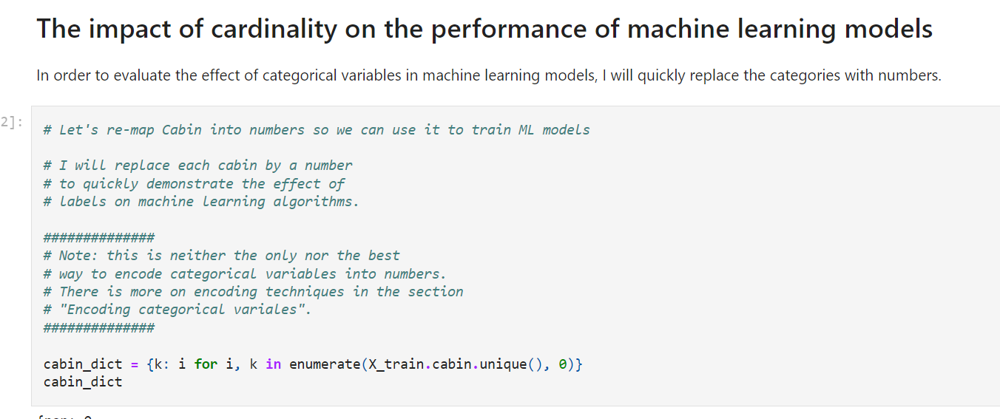 The impact of cardinality on the performance of machine learning models
In order to evaluate the effect of categorical variables in machine learning models, I will quickly replace the categories with numbers.
2]:
# Let's re-map Cabin into numbers so we can use it to train ML models
# I will replace each cabin by a number
# to quickly demonstrate the effect of
# labels on machine learning algorithms.
##############
# Note: this is neither the only nor the best
# way to encode categorical variables into numbers.
# There is more on encoding techniques in the section
# "Encoding categorical variales".
##############
cabin_dict = {k: i for i, k in enumerate(X_train.cabin.unique(), 0)}
cabin_dict